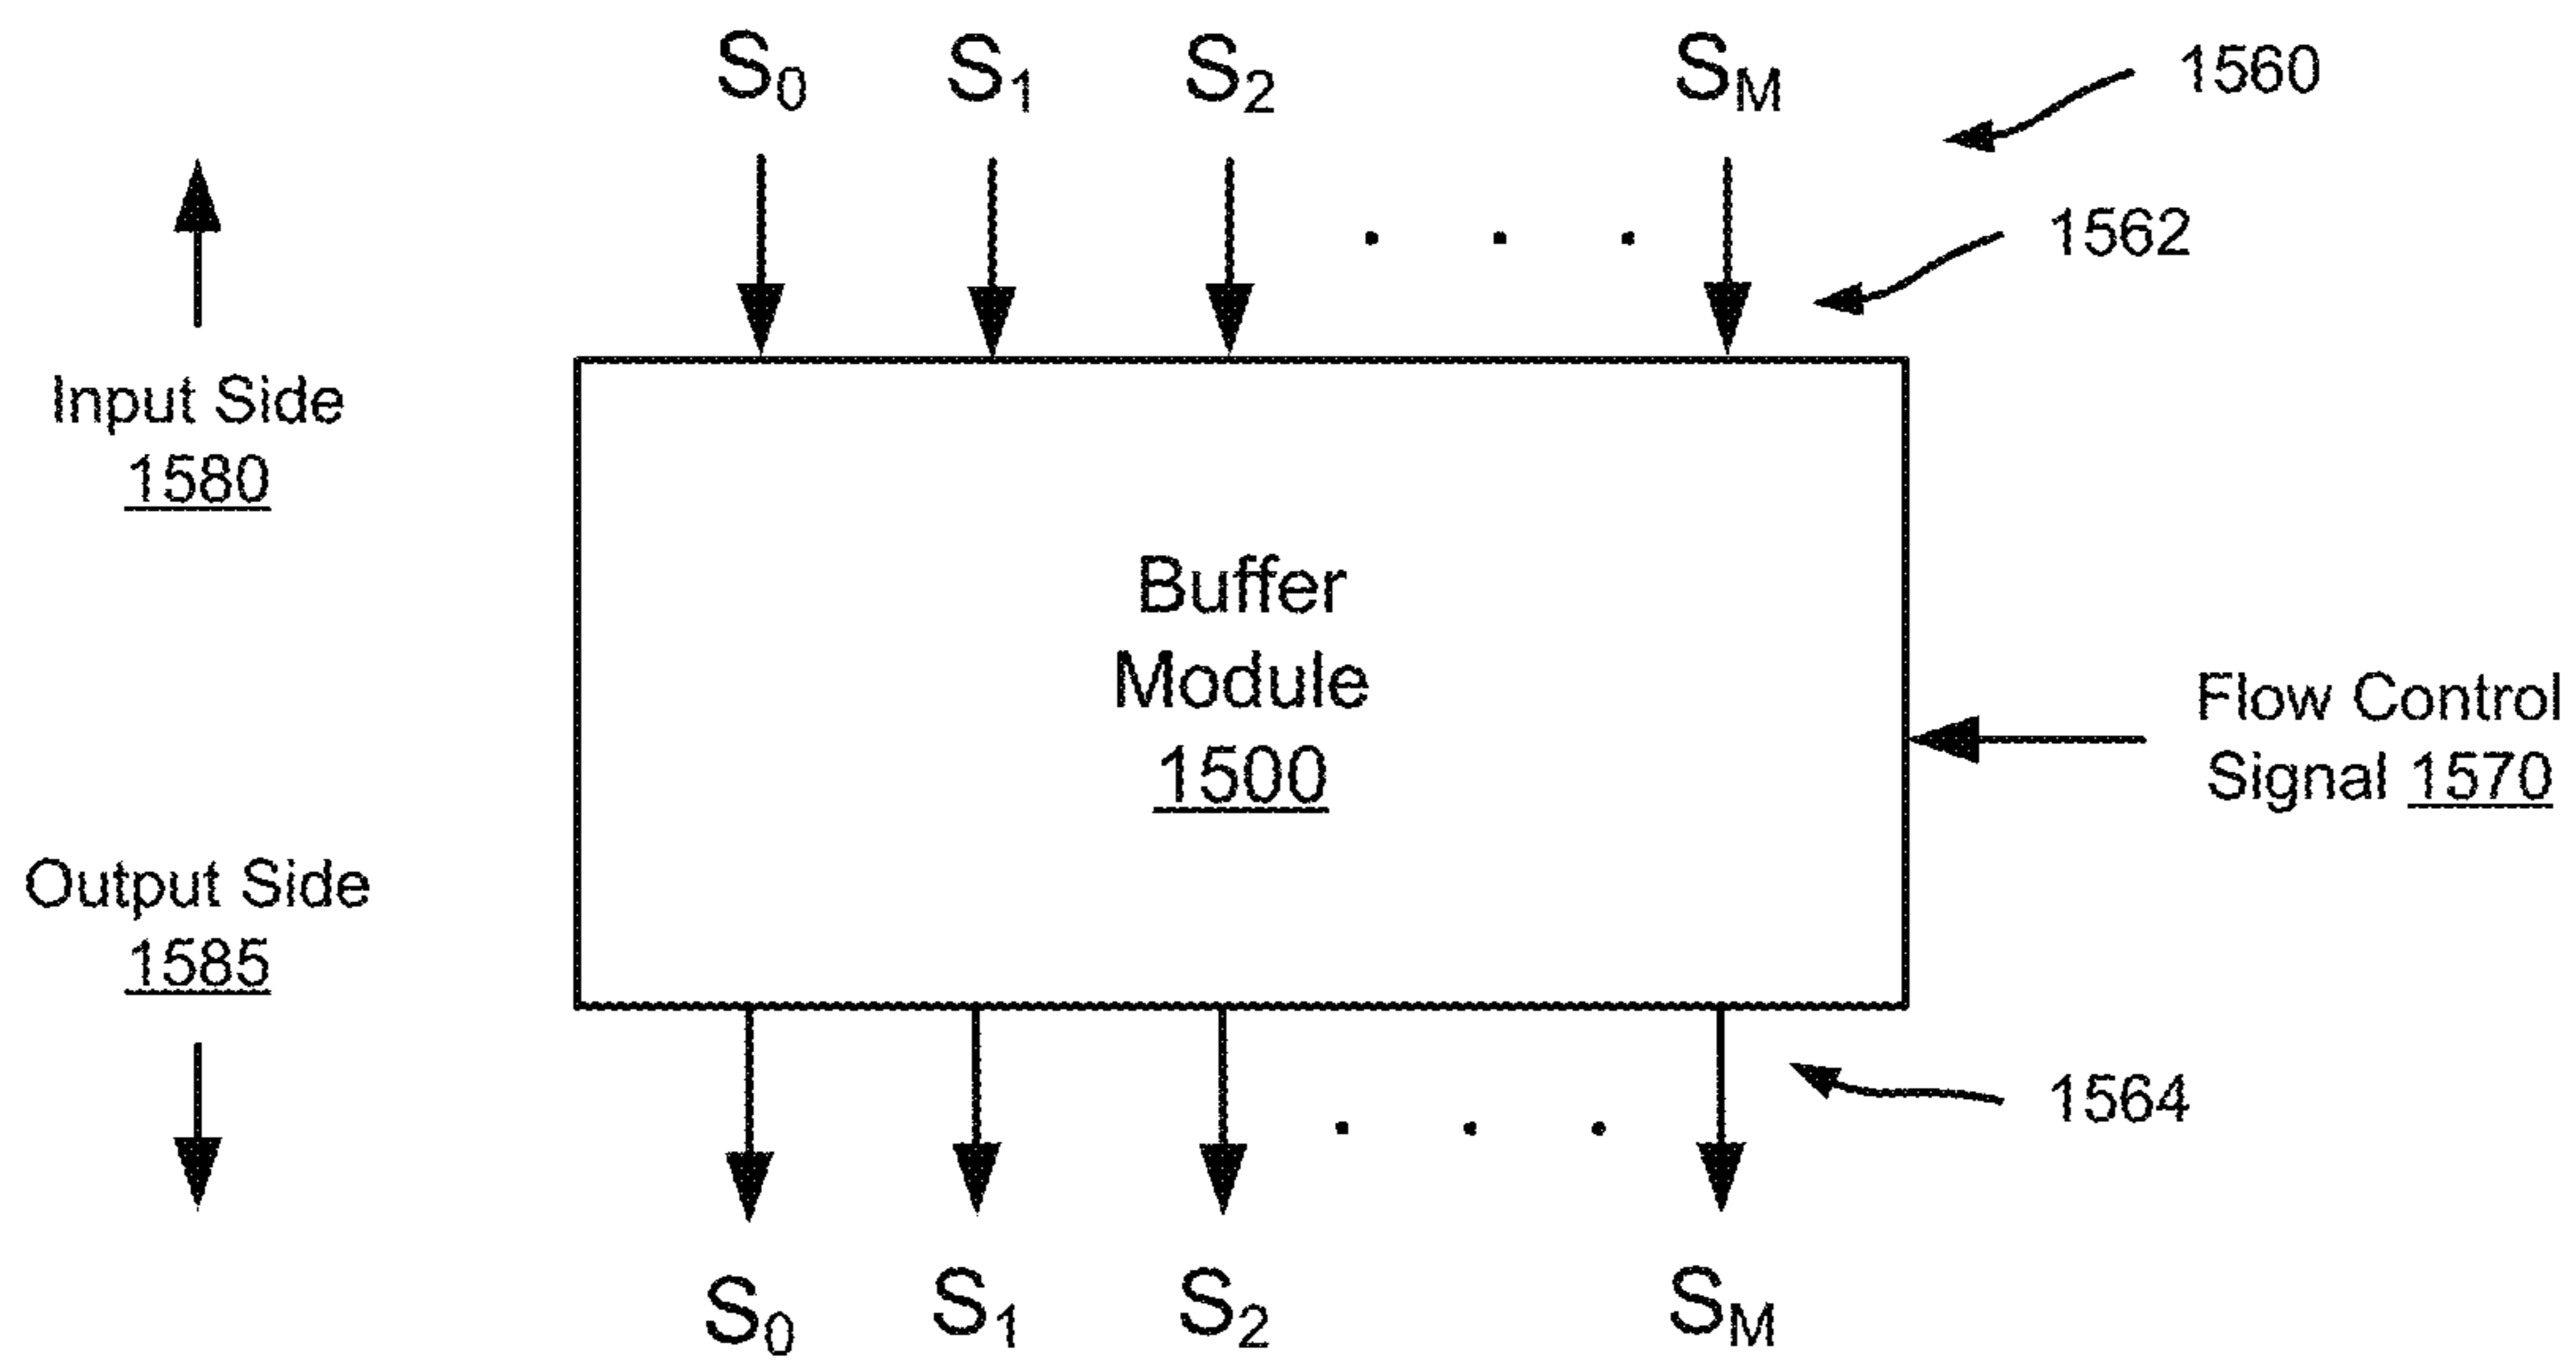 S0 S1 S2 . . . SM
1560
1562
Input Side
1580
Buffer
Module
1500
Flow Control
Signal 1570
Output Side
1585
1564
. . .
S0 S1 S2 SM